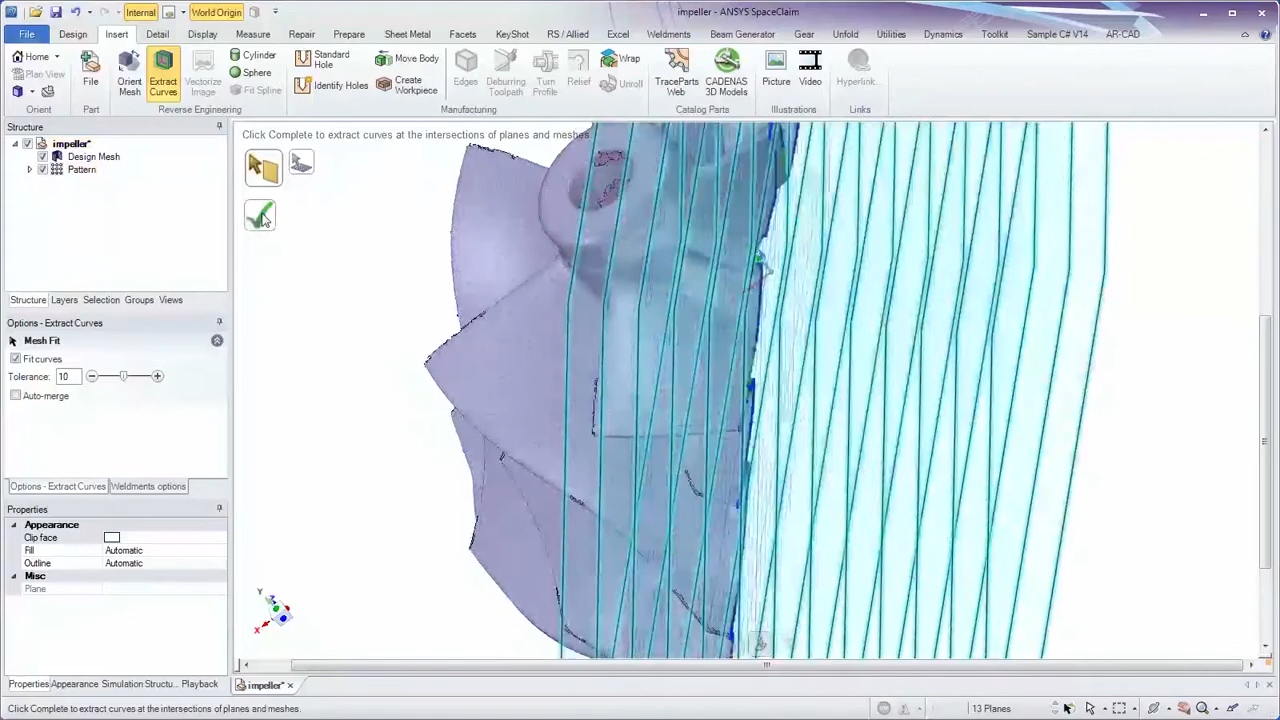 Internal World Origin impeller - ANSYS SpaceClaim
File Design Insert Detail Display Measure Repair Prepare Sheet Metal Facets KeyShot RS / Allied Excel Weldments Beam Generator Gear Unfold Utilities Dynamics Toolkit Sample C# V14 AR-CAD
Home
Plan View
Orient
File
Part
Orient Mesh
Extract Curves
Vectorize Image
Cylinder
Sphere
Fit Spline
Reverse Engineering
Standard Hole
Identify Holes
Move Body
Create Workpiece
Edges
Deburring Toolpath
Turn Profile
Relief
Wrap
Unroll
Manufacturing
TraceParts Web
CADENAS 3D Models
Catalog Parts
Picture
Video
Illustrations
Hyperlink
Links
Structure
impeller*
Design Mesh
Pattern
Structure Layers Selection Groups Views
Options - Extract Curves
Mesh Fit
Fit curves
Tolerance: 10
Auto-merge
Options - Extract Curves Weldments options
Properties
Appearance
Clip face
Fill Automatic
Outline Automatic
Misc
Plane
Properties Appearance Simulation Structu... Playback
Click Complete to extract curves at the intersections of planes and meshes.
Y
Z
X
impeller*
Click Complete to extract curves at the intersections of planes and meshes.
13 Planes